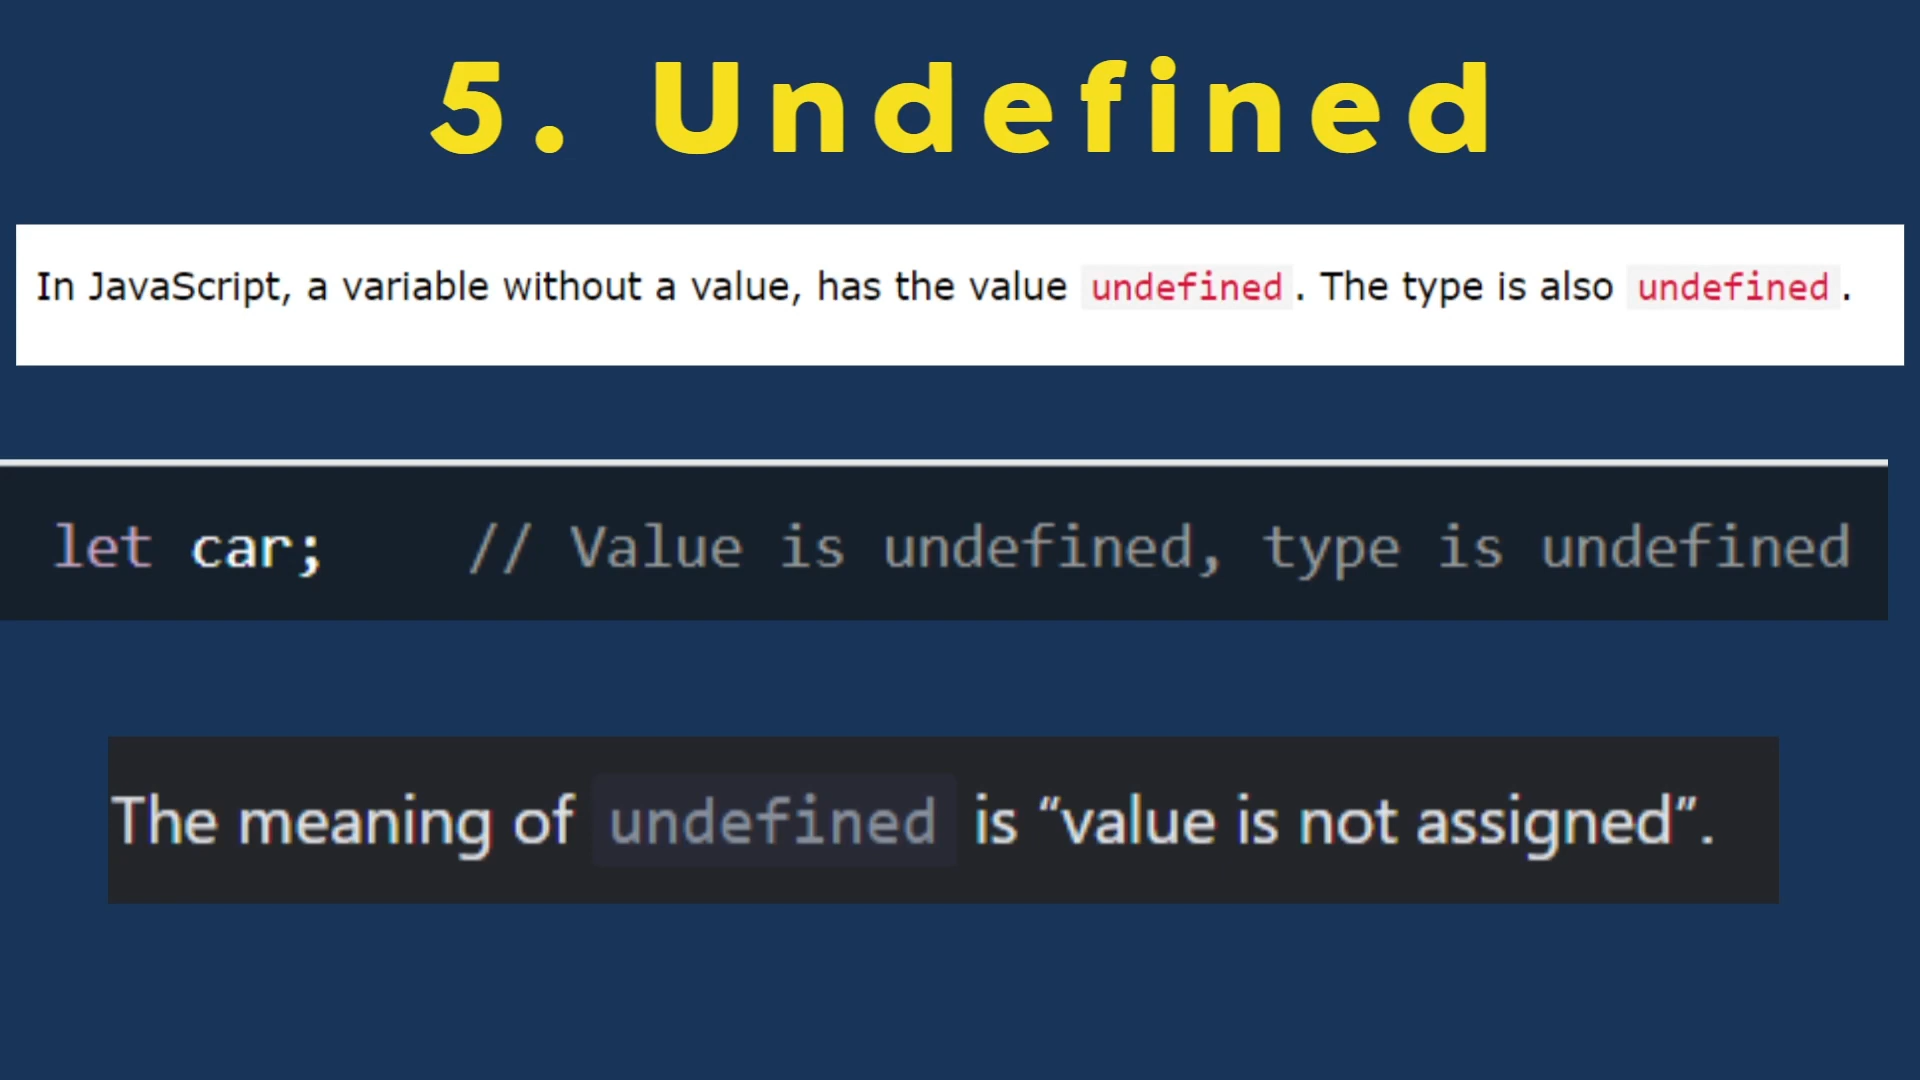 5. Undefined
In JavaScript, a variable without a value, has the value undefined. The type is also undefined.
let car;    // Value is undefined, type is undefined
The meaning of undefined is “value is not assigned”.